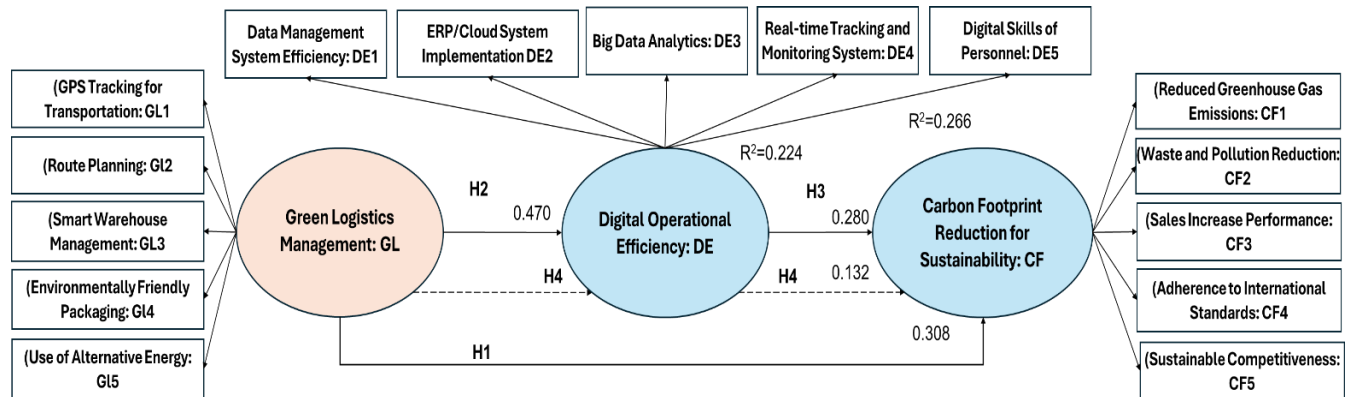 Data Management
System Efficiency: DE1
ERP/Cloud System
Implementation DE2
Big Data Analytics: DE3
Real-time Tracking and
Monitoring System: DE4
Digital Skills of
Personnel: DE5
(GPS Tracking for
Transportation: GL1
(Route Planning: Gl2
(Smart Warehouse
Management: GL3
(Environmentally Friendly
Packaging: Gl4
(Use of Alternative Energy:
Gl5
Green Logistics
Management: GL
H2
0.470
H4
H1
Digital Operational
Efficiency: DE
R²=0.224
R²=0.266
H3
0.280
H4
0.132
0.308
Carbon Footprint
Reduction for
Sustainability: CF
(Reduced Greenhouse Gas
Emissions: CF1
(Waste and Pollution Reduction:
CF2
(Sales Increase Performance:
CF3
(Adherence to International
Standards: CF4
(Sustainable Competitiveness:
CF5